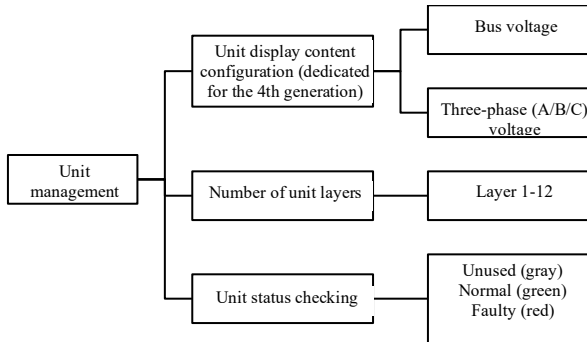 Unit
management
Unit display content
configuration (dedicated
for the 4th generation)
Bus voltage
Three-phase (A/B/C)
voltage
Number of unit layers
Layer 1-12
Unit status checking
Unused (gray)
Normal (green)
Faulty (red)